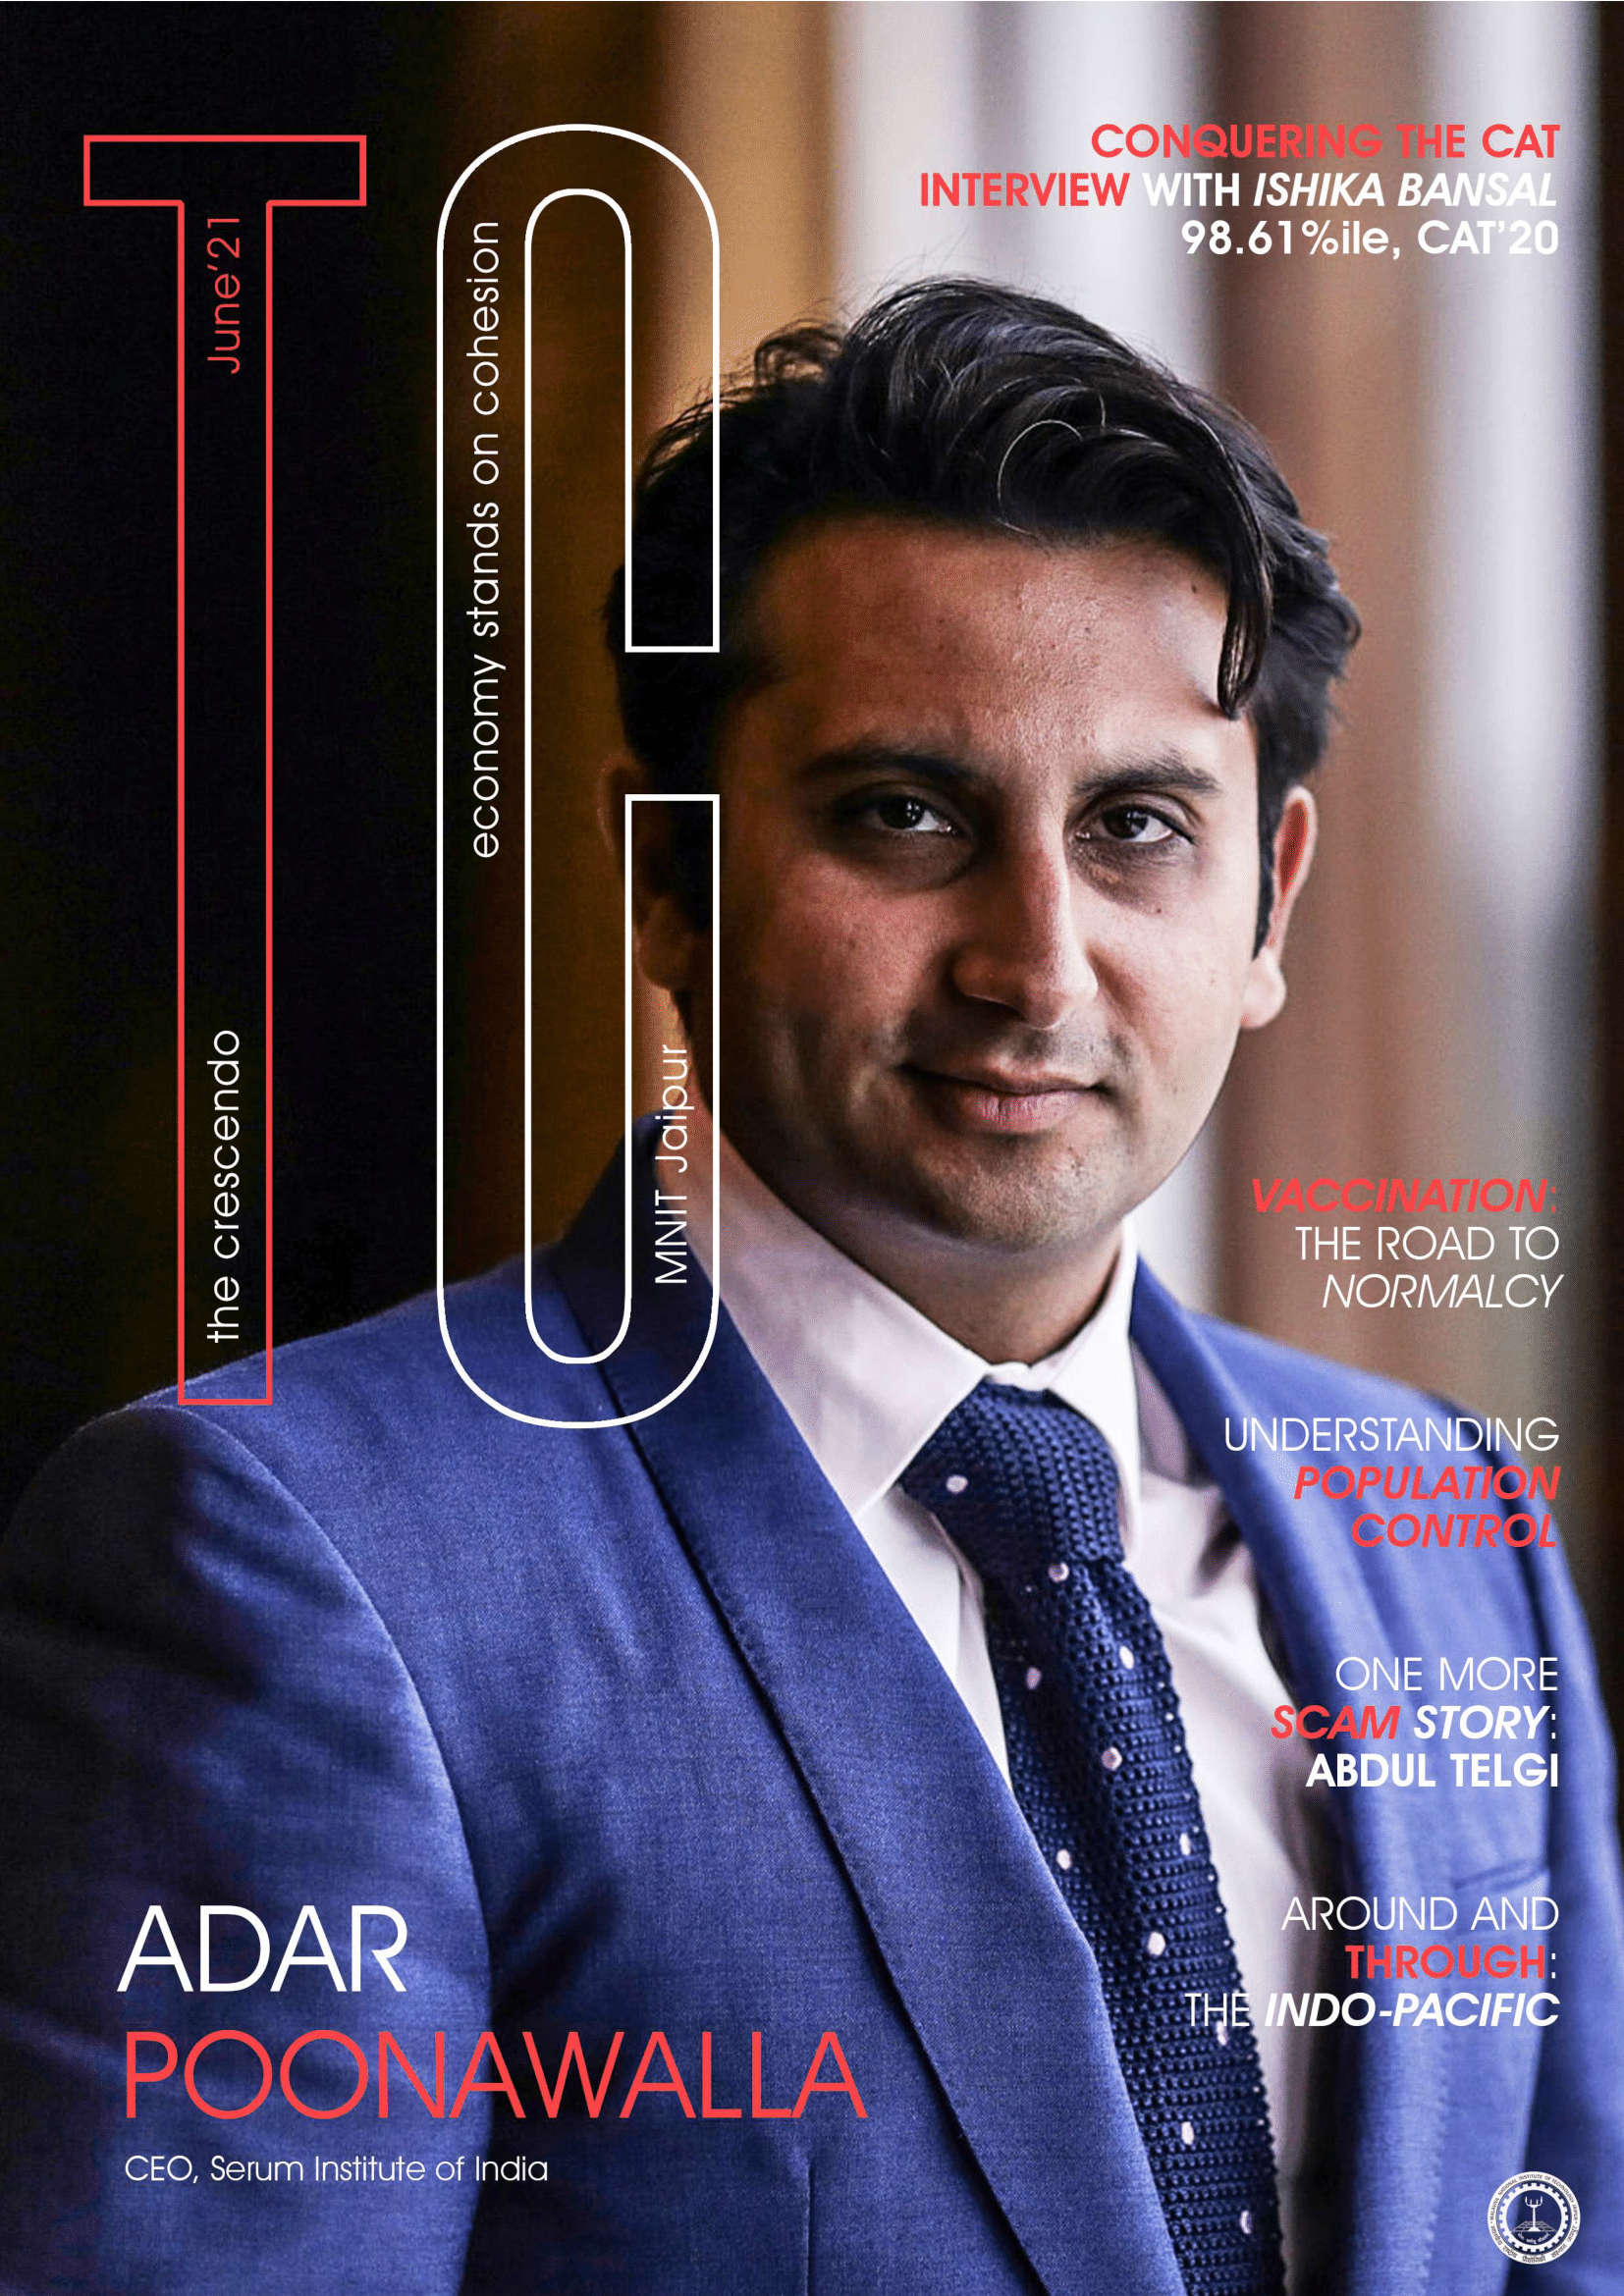 TC
June'21
the crescendo
economy stands on cohesion
MNIT Jaipur
CONQUERING THE CAT
INTERVIEW WITH ISHIKA BANSAL
98.61%ile, CAT'20
VACCINATION:
THE ROAD TO
NORMALCY
UNDERSTANDING
POPULATION
CONTROL
ONE MORE
SCAM STORY:
ABDUL TELGI
AROUND AND
THROUGH:
THE INDO-PACIFIC
ADAR
POONAWALLA
CEO, Serum Institute of India